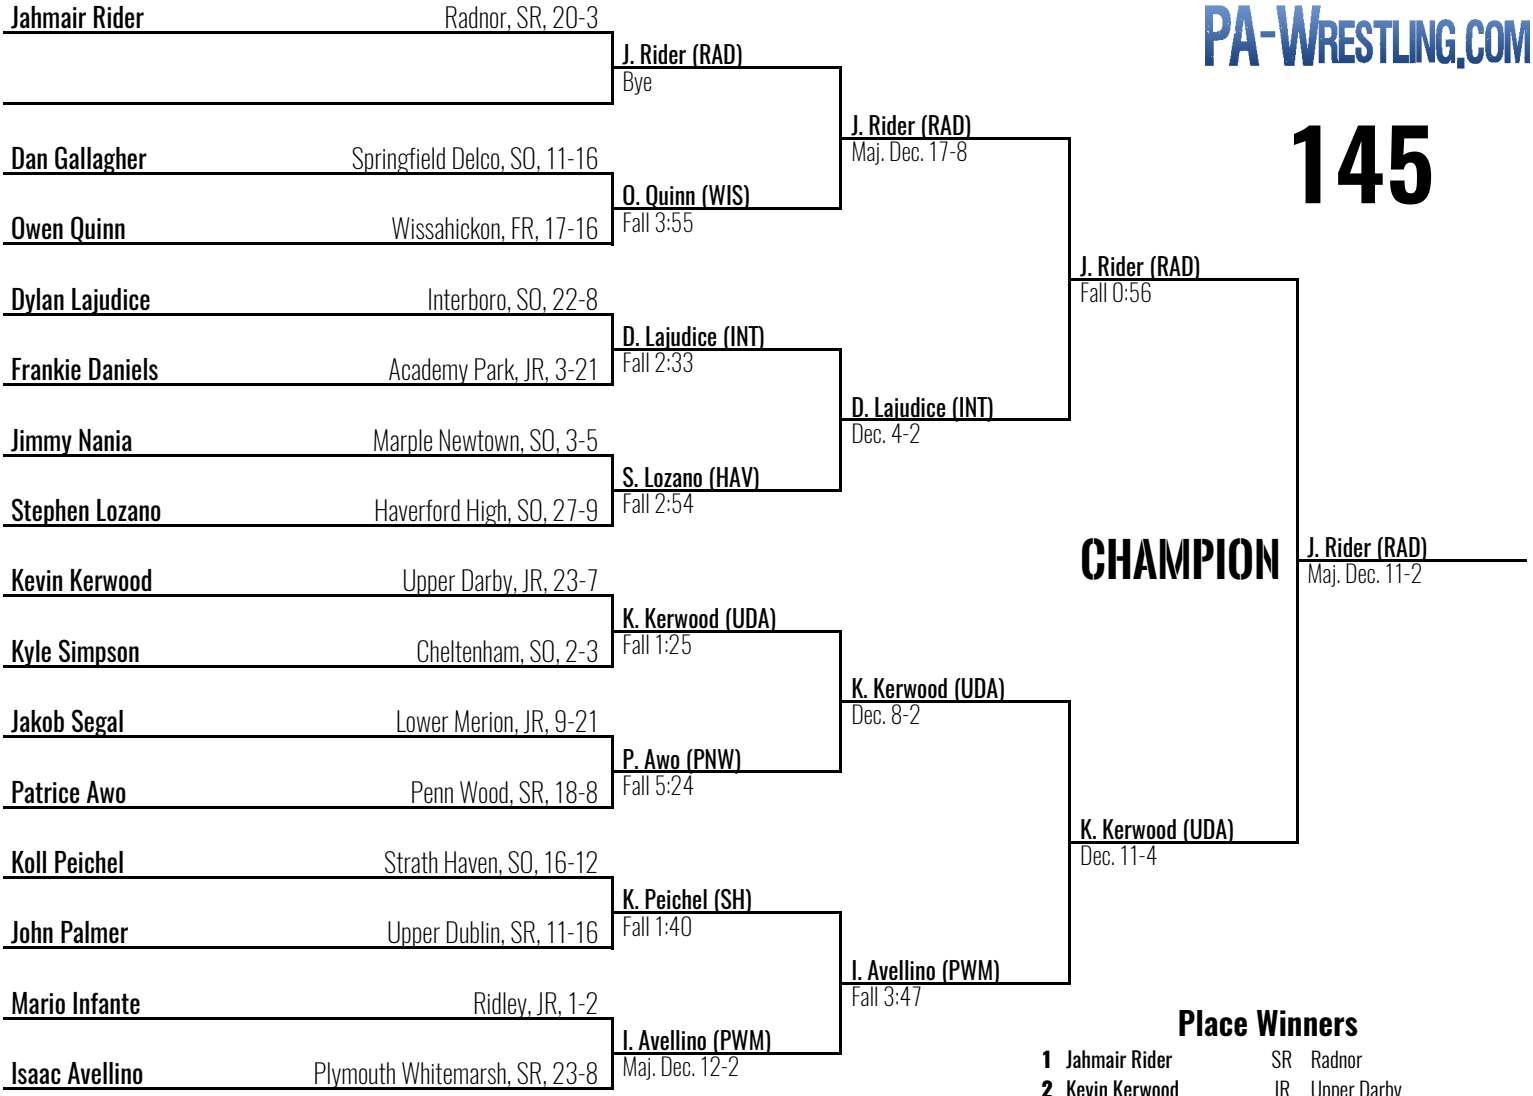 Jahmair Rider Radnor, SR, 20-3
PA-WRESTLING.COM
J. Rider (RAD)
Bye
145
J. Rider (RAD)
Maj. Dec. 17-8
Dan Gallagher Springfield Delco, SO, 11-16
O. Quinn (WIS)
Fall 3:55
Owen Quinn Wissahickon, FR, 17-16
J. Rider (RAD)
Fall 0:56
Dylan Lajudice Interboro, SO, 22-8
D. Lajudice (INT)
Fall 2:33
Frankie Daniels Academy Park, JR, 3-21
D. Lajudice (INT)
Dec. 4-2
Jimmy Nania Marple Newtown, SO, 3-5
S. Lozano (HAV)
Fall 2:54
Stephen Lozano Haverford High, SO, 27-9
CHAMPION
J. Rider (RAD)
Maj. Dec. 11-2
Kevin Kerwood Upper Darby, JR, 23-7
K. Kerwood (UDA)
Fall 1:25
Kyle Simpson Cheltenham, SO, 2-3
K. Kerwood (UDA)
Dec. 8-2
Jakob Segal Lower Merion, JR, 9-21
P. Awo (PNW)
Fall 5:24
Patrice Awo Penn Wood, SR, 18-8
K. Kerwood (UDA)
Dec. 11-4
Koll Peichel Strath Haven, SO, 16-12
K. Peichel (SH)
Fall 1:40
John Palmer Upper Dublin, SR, 11-16
I. Avellino (PWM)
Fall 3:47
Mario Infante Ridley, JR, 1-2
I. Avellino (PWM)
Maj. Dec. 12-2
Isaac Avellino Plymouth Whitemarsh, SR, 23-8
Place Winners
1 Jahmair Rider SR Radnor
2 Kevin Kerwood JR Upper Darby